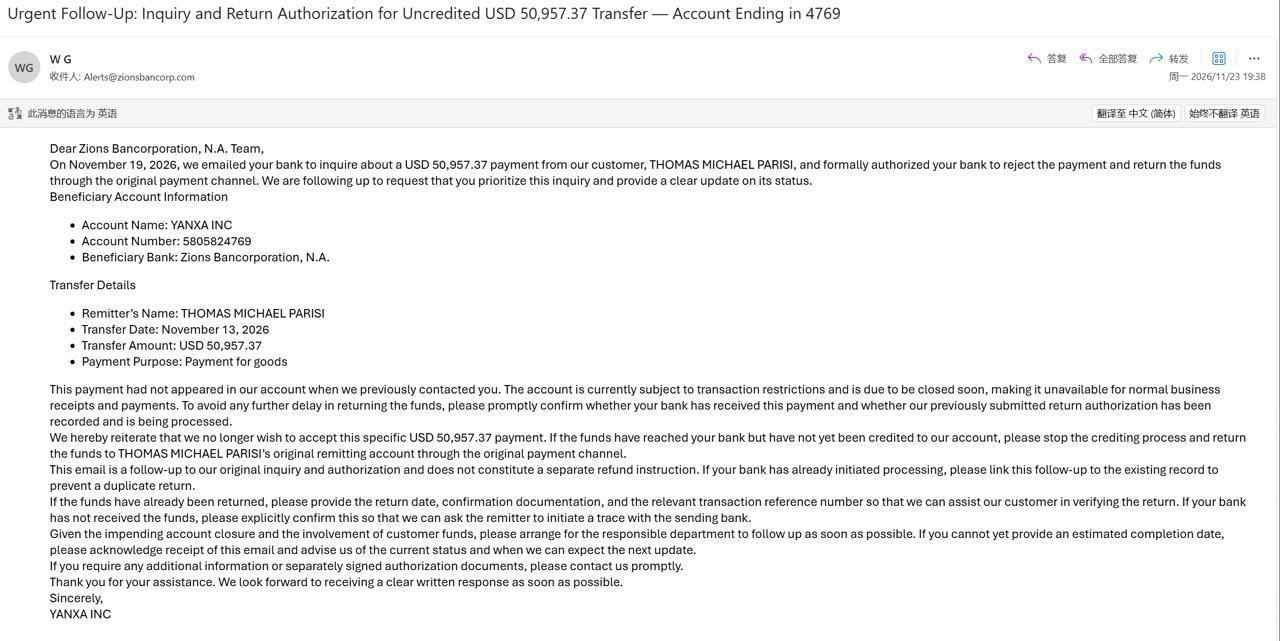 Urgent Follow-Up: Inquiry and Return Authorization for Uncredited USD 50,957.37 Transfer — Account Ending in 4769
WG
W G
收件人: Alerts@zionsbancorp.com
答复
全部答复
转发
周一 2026/11/23 19:38
此消息的语言为 英语
翻译至 中文 (简体)
始终不翻译 英语
Dear Zions Bancorporation, N.A. Team,
On November 19, 2026, we emailed your bank to inquire about a USD 50,957.37 payment from our customer, THOMAS MICHAEL PARISI, and formally authorized your bank to reject the payment and return the funds
through the original payment channel. We are following up to request that you prioritize this inquiry and provide a clear update on its status.
Beneficiary Account Information
• Account Name: YANXA INC
• Account Number: 5805824769
• Beneficiary Bank: Zions Bancorporation, N.A.
Transfer Details
• Remitter’s Name: THOMAS MICHAEL PARISI
• Transfer Date: November 13, 2026
• Transfer Amount: USD 50,957.37
• Payment Purpose: Payment for goods
This payment had not appeared in our account when we previously contacted you. The account is currently subject to transaction restrictions and is due to be closed soon, making it unavailable for normal business
receipts and payments. To avoid any further delay in returning the funds, please promptly confirm whether your bank has received this payment and whether our previously submitted return authorization has been
recorded and is being processed.
We hereby reiterate that we no longer wish to accept this specific USD 50,957.37 payment. If the funds have reached your bank but have not yet been credited to our account, please stop the crediting process and return
the funds to THOMAS MICHAEL PARISI’s original remitting account through the original payment channel.
This email is a follow-up to our original inquiry and authorization and does not constitute a separate refund instruction. If your bank has already initiated processing, please link this follow-up to the existing record to
prevent a duplicate return.
If the funds have already been returned, please provide the return date, confirmation documentation, and the relevant transaction reference number so that we can assist our customer in verifying the return. If your bank
has not received the funds, please explicitly confirm this so that we can ask the remitter to initiate a trace with the sending bank.
Given the impending account closure and the involvement of customer funds, please arrange for the responsible department to follow up as soon as possible. If you cannot yet provide an estimated completion date,
please acknowledge receipt of this email and advise us of the current status and when we can expect the next update.
If you require any additional information or separately signed authorization documents, please contact us promptly.
Thank you for your assistance. We look forward to receiving a clear written response as soon as possible.
Sincerely,
YANXA INC